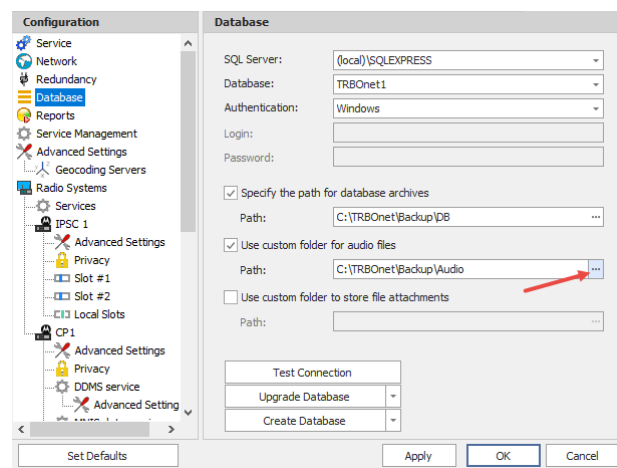 Configuration
Service
Network
Redundancy
Database
Reports
Service Management
Advanced Settings
Geocoding Servers
Radio Systems
Services
IPSC 1
Advanced Settings
Privacy
Slot #1
Slot #2
Local Slots
CP1
Advanced Settings
Privacy
DDMS service
Advanced Setting
Set Defaults
Database
SQL Server: (local)\SQLEXPRESS
Database: TRBOnet1
Authentication: Windows
Login:
Password:
Specify the path for database archives
Path: C:\TRBOnet\Backup\DB ...
Use custom folder for audio files
Path: C:\TRBOnet\Backup\Audio ...
Use custom folder to store file attachments
Path: ...
Test Connection
Upgrade Database
Create Database
Apply OK Cancel